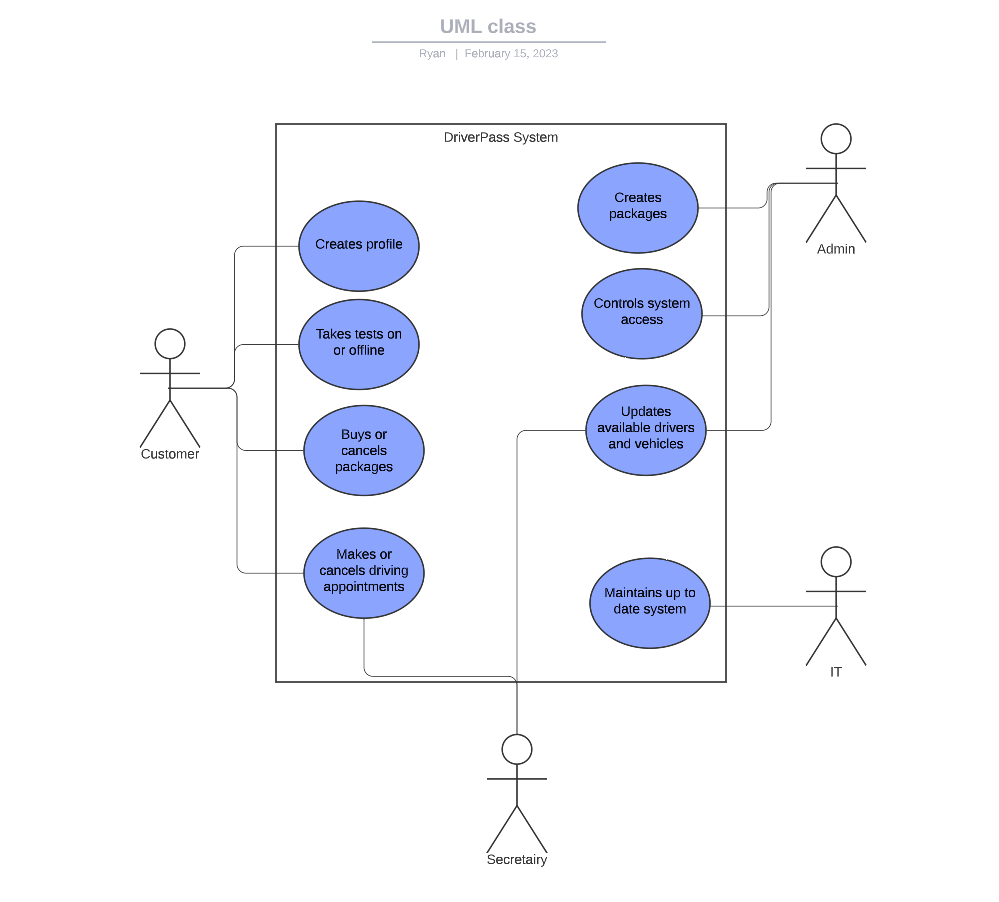 UML class
Ryan | February 15, 2023
DriverPass System
Creates
packages
Admin
Creates profile
Controls system
access
Takes tests on
or offline
Customer
Buys or
cancels
packages
Updates
available drivers
and vehicles
Makes or
cancels driving
appointments
Maintains up to
date system
IT
Secretairy